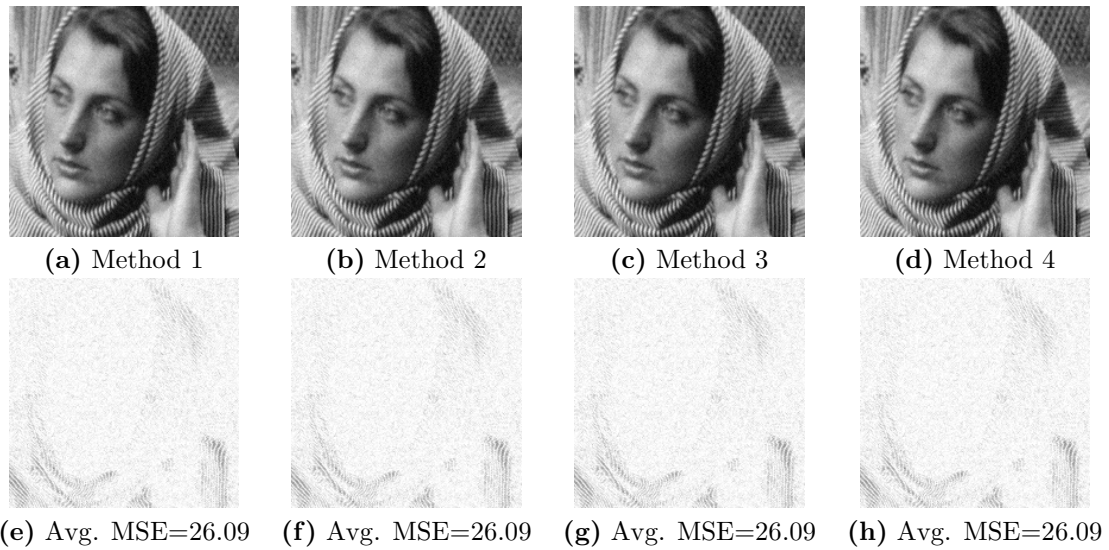 (a) Method 1 (b) Method 2 (c) Method 3 (d) Method 4
(e) Avg. MSE=26.09 (f) Avg. MSE=26.09 (g) Avg. MSE=26.09 (h) Avg. MSE=26.09